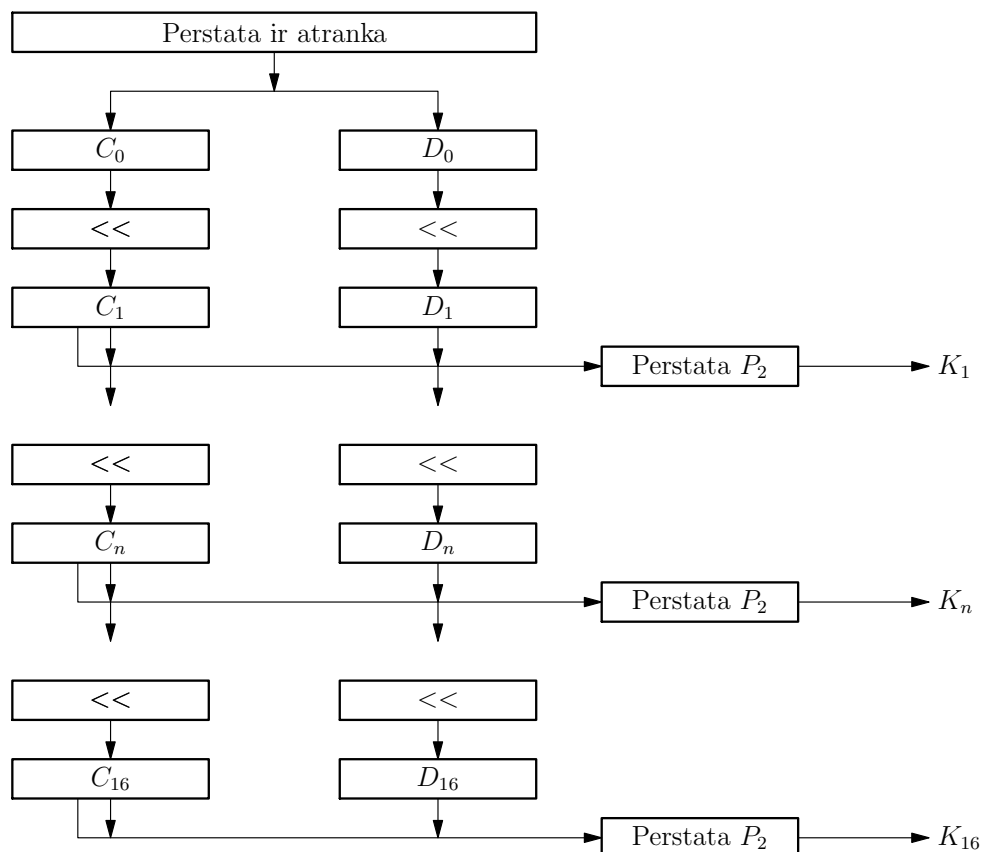 Perstata ir atranka
C₀ D₀
<< <<
C₁ D₁
Perstata P₂ K₁
<< <<
Cₙ Dₙ
Perstata P₂ Kₙ
<< <<
C₁₆ D₁₆
Perstata P₂ K₁₆